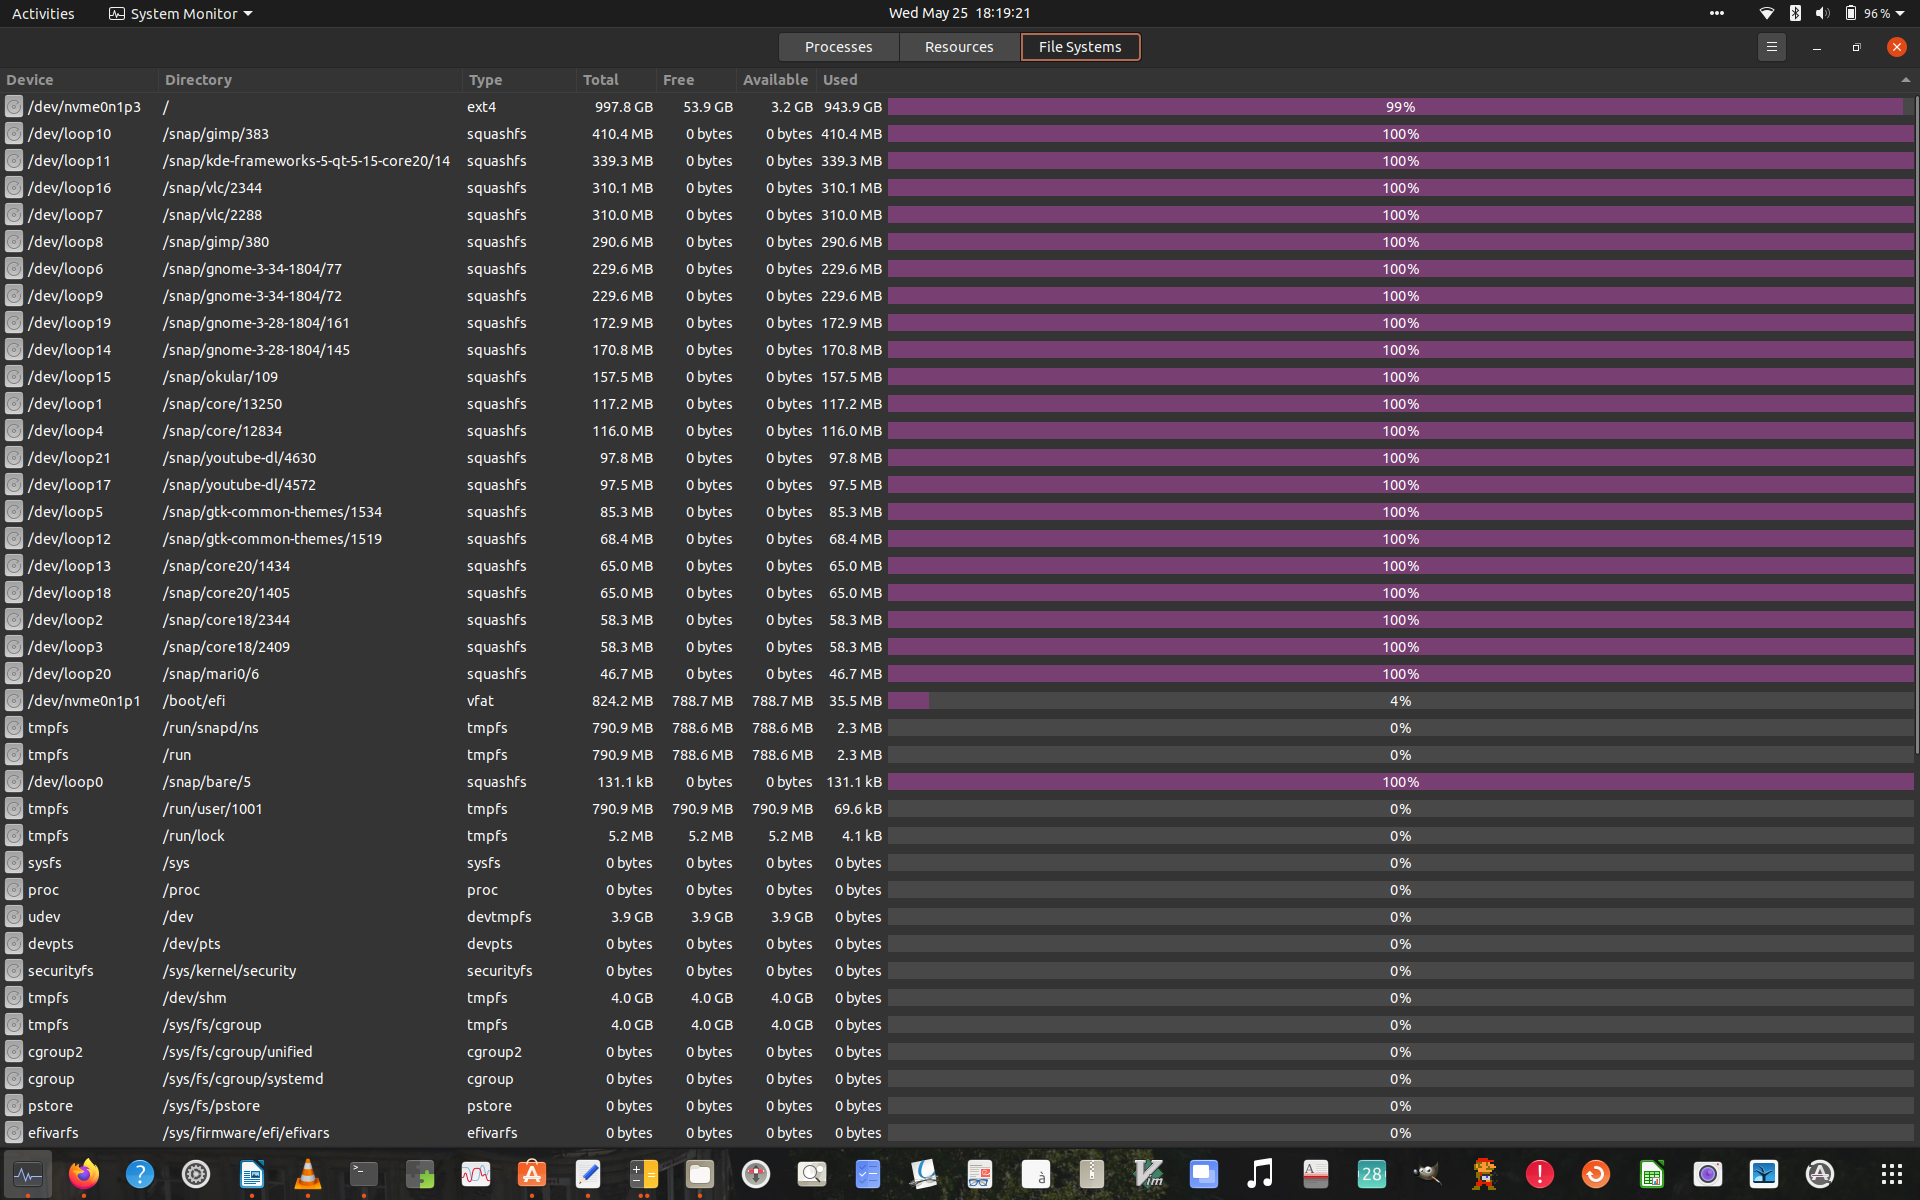 Activities System Monitor Wed May 25 18:19:21 96 %
Processes Resources File Systems
Device Directory Type Total Free Available Used
/dev/nvme0n1p3 / ext4 997.8 GB 53.9 GB 3.2 GB 943.9 GB 99%
/dev/loop10 /snap/gimp/383 squashfs 410.4 MB 0 bytes 0 bytes 410.4 MB 100%
/dev/loop11 /snap/kde-frameworks-5-qt-5-15-core20/14 squashfs 339.3 MB 0 bytes 0 bytes 339.3 MB 100%
/dev/loop16 /snap/vlc/2344 squashfs 310.1 MB 0 bytes 0 bytes 310.1 MB 100%
/dev/loop7 /snap/vlc/2288 squashfs 310.0 MB 0 bytes 0 bytes 310.0 MB 100%
/dev/loop8 /snap/gimp/380 squashfs 290.6 MB 0 bytes 0 bytes 290.6 MB 100%
/dev/loop6 /snap/gnome-3-34-1804/77 squashfs 229.6 MB 0 bytes 0 bytes 229.6 MB 100%
/dev/loop9 /snap/gnome-3-34-1804/72 squashfs 229.6 MB 0 bytes 0 bytes 229.6 MB 100%
/dev/loop19 /snap/gnome-3-28-1804/161 squashfs 172.9 MB 0 bytes 0 bytes 172.9 MB 100%
/dev/loop14 /snap/gnome-3-28-1804/145 squashfs 170.8 MB 0 bytes 0 bytes 170.8 MB 100%
/dev/loop15 /snap/okular/109 squashfs 157.5 MB 0 bytes 0 bytes 157.5 MB 100%
/dev/loop1 /snap/core/13250 squashfs 117.2 MB 0 bytes 0 bytes 117.2 MB 100%
/dev/loop4 /snap/core/12834 squashfs 116.0 MB 0 bytes 0 bytes 116.0 MB 100%
/dev/loop21 /snap/youtube-dl/4630 squashfs 97.8 MB 0 bytes 0 bytes 97.8 MB 100%
/dev/loop17 /snap/youtube-dl/4572 squashfs 97.5 MB 0 bytes 0 bytes 97.5 MB 100%
/dev/loop5 /snap/gtk-common-themes/1534 squashfs 85.3 MB 0 bytes 0 bytes 85.3 MB 100%
/dev/loop12 /snap/gtk-common-themes/1519 squashfs 68.4 MB 0 bytes 0 bytes 68.4 MB 100%
/dev/loop13 /snap/core20/1434 squashfs 65.0 MB 0 bytes 0 bytes 65.0 MB 100%
/dev/loop18 /snap/core20/1405 squashfs 65.0 MB 0 bytes 0 bytes 65.0 MB 100%
/dev/loop2 /snap/core18/2344 squashfs 58.3 MB 0 bytes 0 bytes 58.3 MB 100%
/dev/loop3 /snap/core18/2409 squashfs 58.3 MB 0 bytes 0 bytes 58.3 MB 100%
/dev/loop20 /snap/mari0/6 squashfs 46.7 MB 0 bytes 0 bytes 46.7 MB 100%
/dev/nvme0n1p1 /boot/efi vfat 824.2 MB 788.7 MB 788.7 MB 35.5 MB 4%
tmpfs /run/snapd/ns tmpfs 790.9 MB 788.6 MB 788.6 MB 2.3 MB 0%
tmpfs /run tmpfs 790.9 MB 788.6 MB 788.6 MB 2.3 MB 0%
/dev/loop0 /snap/bare/5 squashfs 131.1 kB 0 bytes 0 bytes 131.1 kB 100%
tmpfs /run/user/1001 tmpfs 790.9 MB 790.9 MB 790.9 MB 69.6 kB 0%
tmpfs /run/lock tmpfs 5.2 MB 5.2 MB 5.2 MB 4.1 kB 0%
sysfs /sys sysfs 0 bytes 0 bytes 0 bytes 0 bytes 0%
proc /proc proc 0 bytes 0 bytes 0 bytes 0 bytes 0%
udev /dev devtmpfs 3.9 GB 3.9 GB 3.9 GB 0 bytes 0%
devpts /dev/pts devpts 0 bytes 0 bytes 0 bytes 0 bytes 0%
securityfs /sys/kernel/security securityfs 0 bytes 0 bytes 0 bytes 0 bytes 0%
tmpfs /dev/shm tmpfs 4.0 GB 4.0 GB 4.0 GB 0 bytes 0%
tmpfs /sys/fs/cgroup tmpfs 4.0 GB 4.0 GB 4.0 GB 0 bytes 0%
cgroup2 /sys/fs/cgroup/unified cgroup2 0 bytes 0 bytes 0 bytes 0 bytes 0%
cgroup /sys/fs/cgroup/systemd cgroup 0 bytes 0 bytes 0 bytes 0 bytes 0%
pstore /sys/fs/pstore pstore 0 bytes 0 bytes 0 bytes 0 bytes 0%
efivarfs /sys/firmware/efi/efivars efivarfs 0 bytes 0 bytes 0 bytes 0 bytes 0%
? >_ à Vim A 28 !